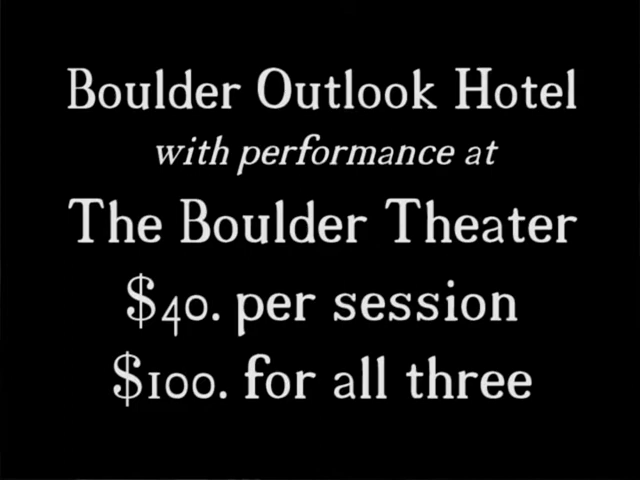 Boulder Outlook Hotel
with performance at
The Boulder Theater
$40. per session
$100. for all three